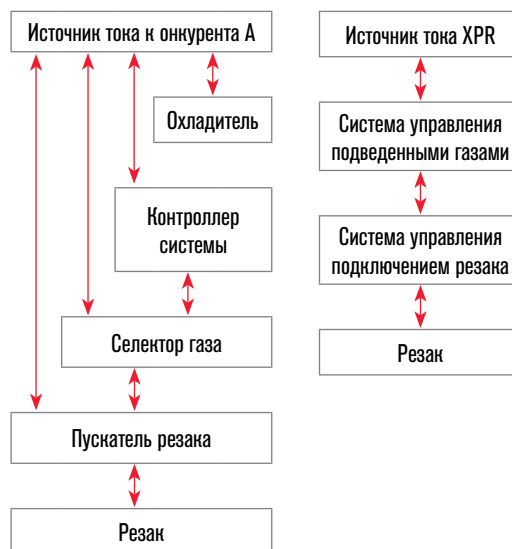 Источник тока к онкурента А
Охладитель
Контроллер
системы
Селектор газа
Пускатель резака
Резак
Источник тока XPR
Система управления
подведенными газами
Система управления
подключением резака
Резак